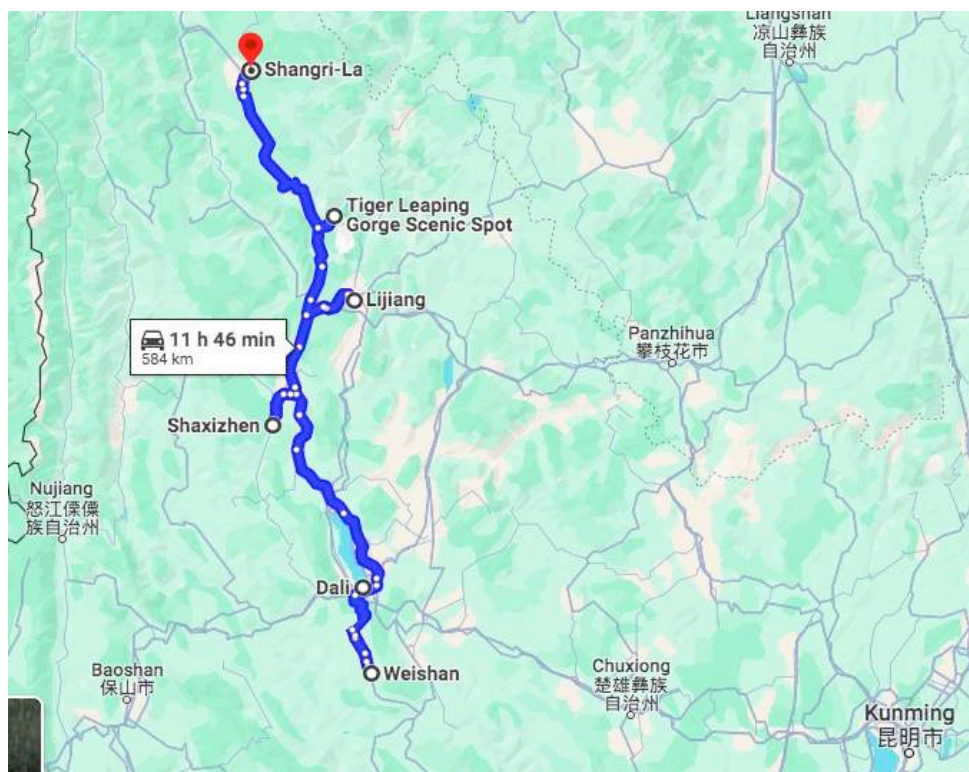 Liangshan
凉山彝族
自治州
Shangri-La
Tiger Leaping
Gorge Scenic Spot
Lijiang
11 h 46 min
584 km
Panzhihua
攀枝花市
Shaxizhen
Nujiang
怒江傈僳
族自治州
Dali
Weishan
Baoshan
保山市
Chuxiong
楚雄彝族
自治州
Kunming
昆明市